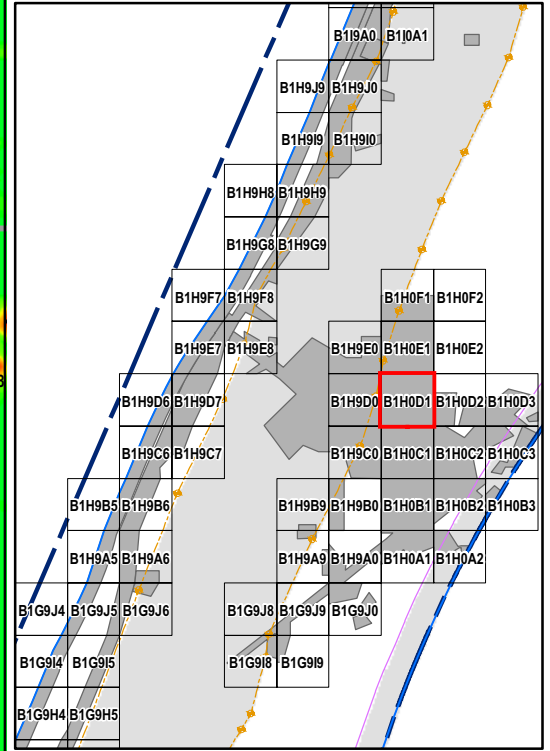 B1I9A0 B1I0A1
B1H9J9 B1H9J0
B1H9I9 B1H9I0
B1H9H8 B1H9H9
B1H9G8 B1H9G9
B1H9F7 B1H9F8 B1H0F1 B1H0F2
B1H9E7 B1H9E8 B1H9E0 B1H0E1 B1H0E2
B1H9D6 B1H9D7 B1H9D0 B1H0D1 B1H0D2 B1H0D3
B1H9C6 B1H9C7 B1H9C0 B1H0C1 B1H0C2 B1H0C3
B1H9B5 B1H9B6 B1H9B9 B1H9B0 B1H0B1 B1H0B2 B1H0B3
B1H9A5 B1H9A6 B1H9A9 B1H9A0 B1H0A1 B1H0A2
B1G9J4 B1G9J5 B1G9J6 B1G9J8 B1G9J9 B1G9J0
B1G9I4 B1G9I5 B1G9I8 B1G9I9
B1G9H4 B1G9H5